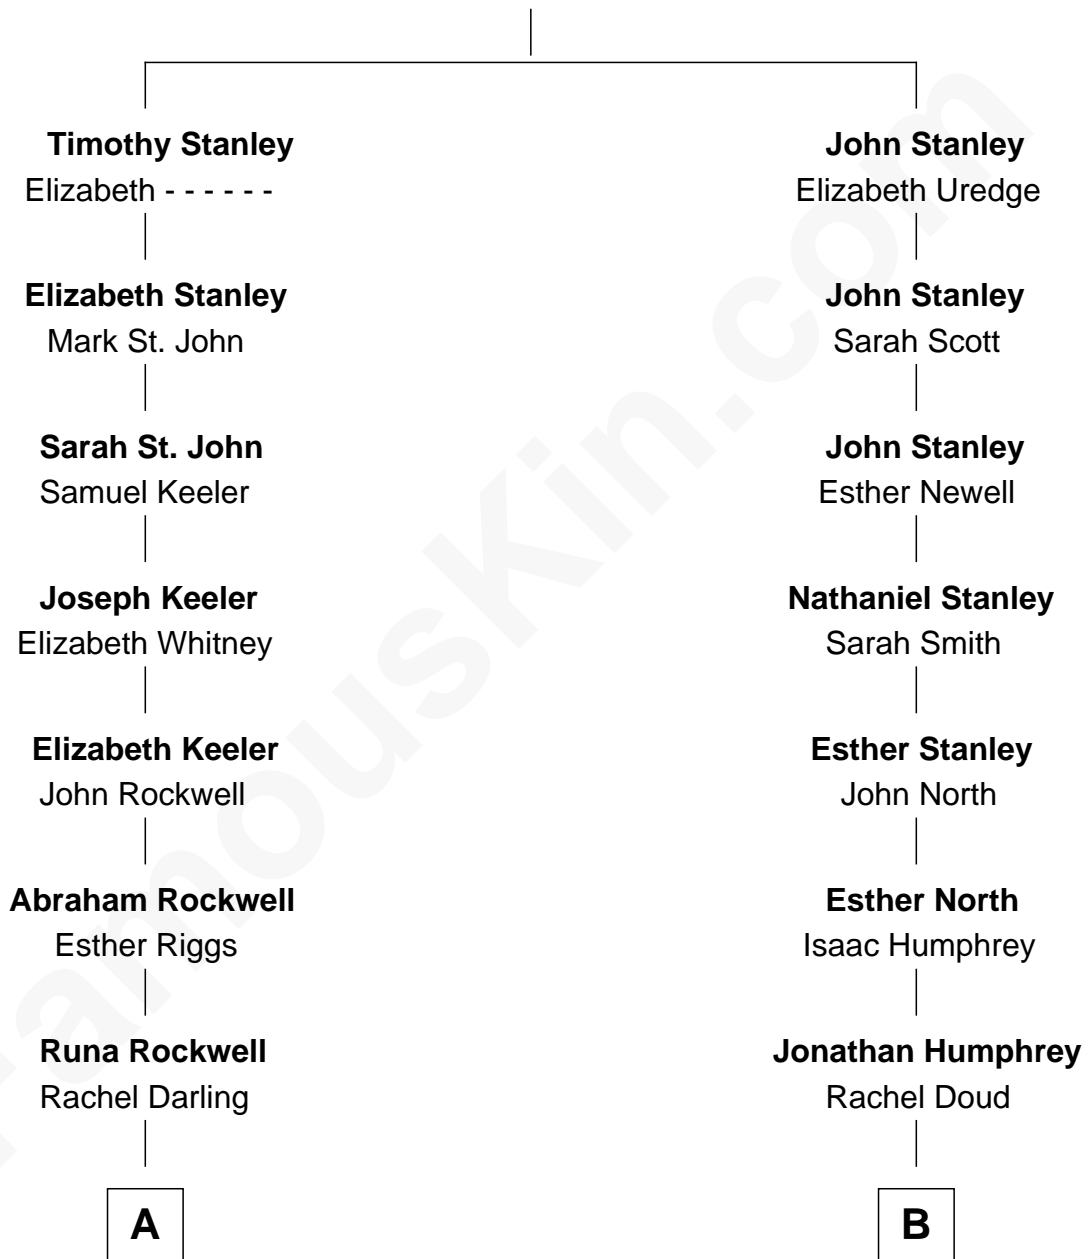 Timothy Stanley
Elizabeth - - - - - -
Elizabeth Stanley
Mark St. John
Sarah St. John
Samuel Keeler
Joseph Keeler
Elizabeth Whitney
Elizabeth Keeler
John Rockwell
Abraham Rockwell
Esther Riggs
Runa Rockwell
Rachel Darling
A
John Stanley
Elizabeth Uredge
John Stanley
Sarah Scott
John Stanley
Esther Newell
Nathaniel Stanley
Sarah Smith
Esther Stanley
John North
Esther North
Isaac Humphrey
Jonathan Humphrey
Rachel Doud
B
FamousKin.com